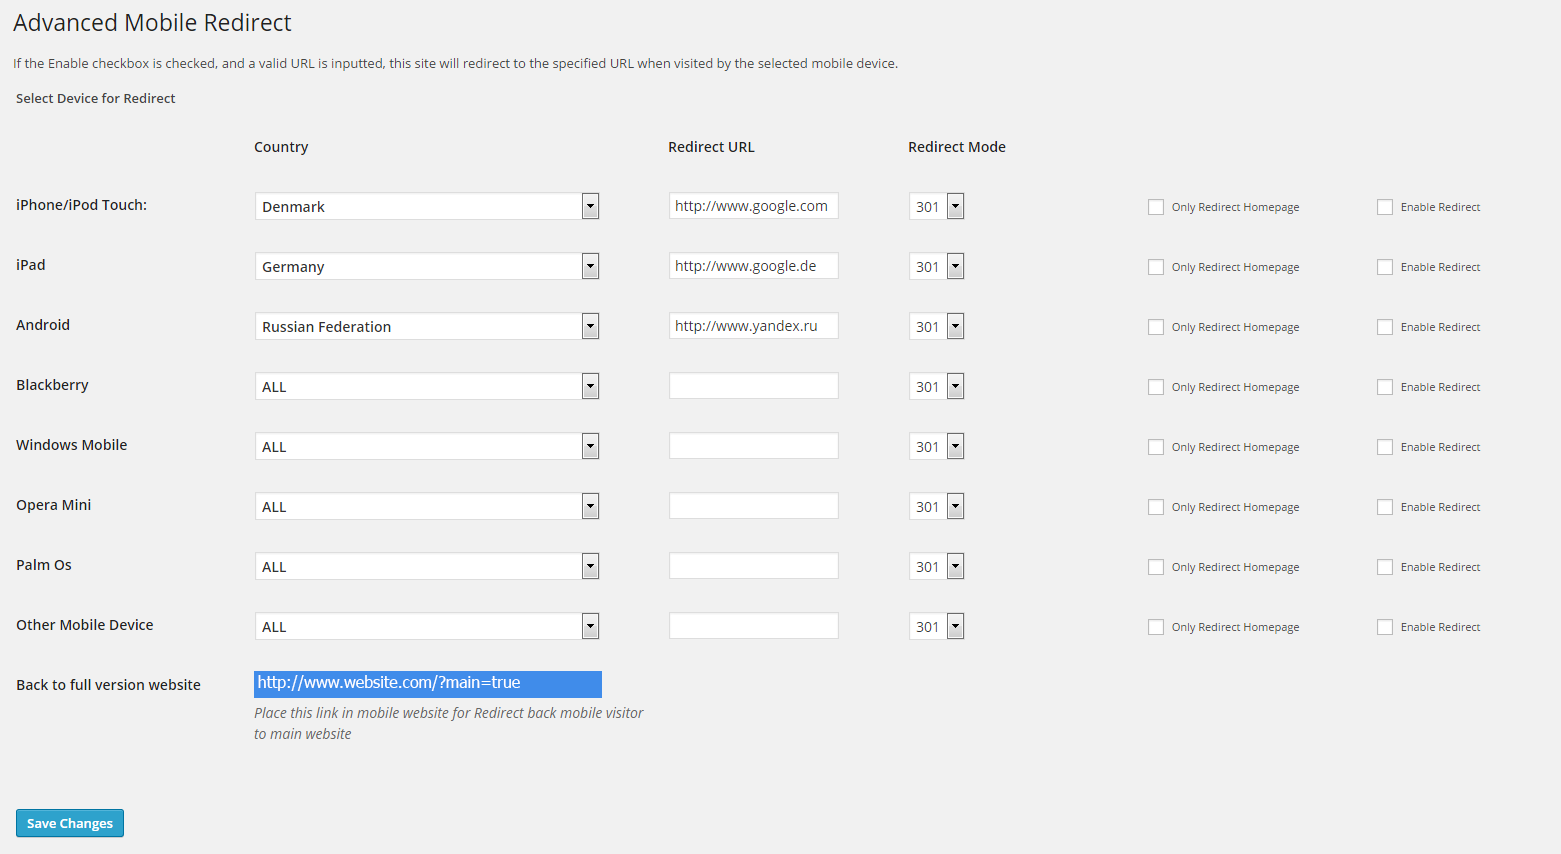 Advanced Mobile Redirect
If the Enable checkbox is checked, and a valid URL is inputted, this site will redirect to the specified URL when visited by the selected mobile device.
Select Device for Redirect
Country Redirect URL Redirect Mode
iPhone/iPod Touch: Denmark http://www.google.com 301 Only Redirect Homepage Enable Redirect
iPad Germany http://www.google.de 301 Only Redirect Homepage Enable Redirect
Android Russian Federation http://www.yandex.ru 301 Only Redirect Homepage Enable Redirect
Blackberry ALL 301 Only Redirect Homepage Enable Redirect
Windows Mobile ALL 301 Only Redirect Homepage Enable Redirect
Opera Mini ALL 301 Only Redirect Homepage Enable Redirect
Palm Os ALL 301 Only Redirect Homepage Enable Redirect
Other Mobile Device ALL 301 Only Redirect Homepage Enable Redirect
Back to full version website http://www.website.com/?main=true
Place this link in mobile website for Redirect back mobile visitor
to main website
Save Changes